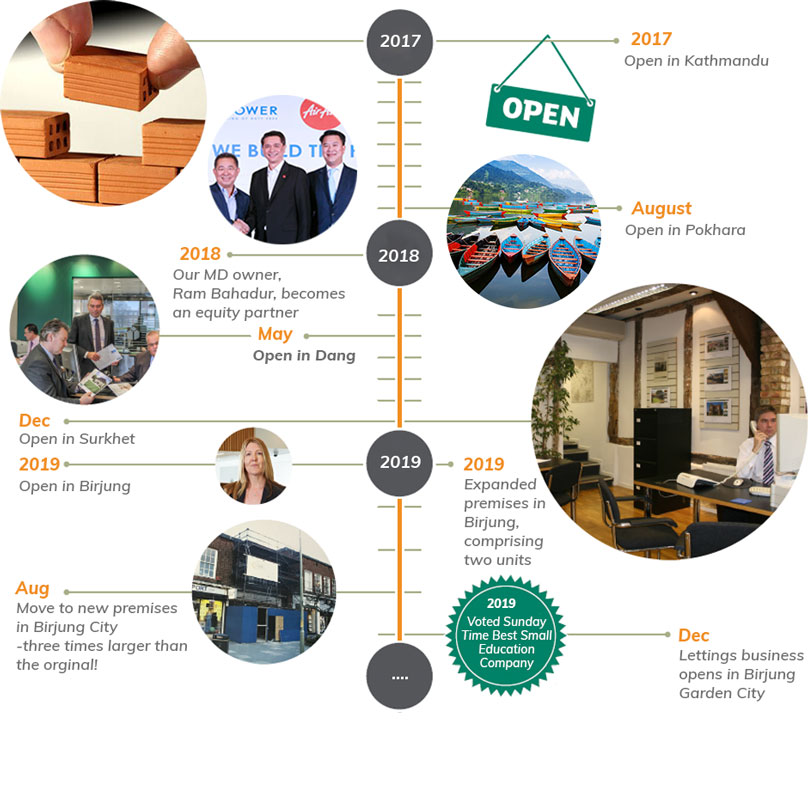 2017
2017
Open in Kathmandu
OPEN
OWER
AirA
WE BUILD T
August
Open in Pokhara
2018
2018
Our MD owner,
Ram Bahadur, becomes
an equity partner
May
Open in Dang
Dec
Open in Surkhet
2019
Open in Birjung
2019
2019
Expanded
premises in
Birjung,
comprising
two units
Aug
Move to new premises
in Birjung City
-three times larger than
the orginal!
2019
Voted Sunday
Time Best Small
Education
Company
Dec
Lettings business
opens in Birjung
Garden City
....